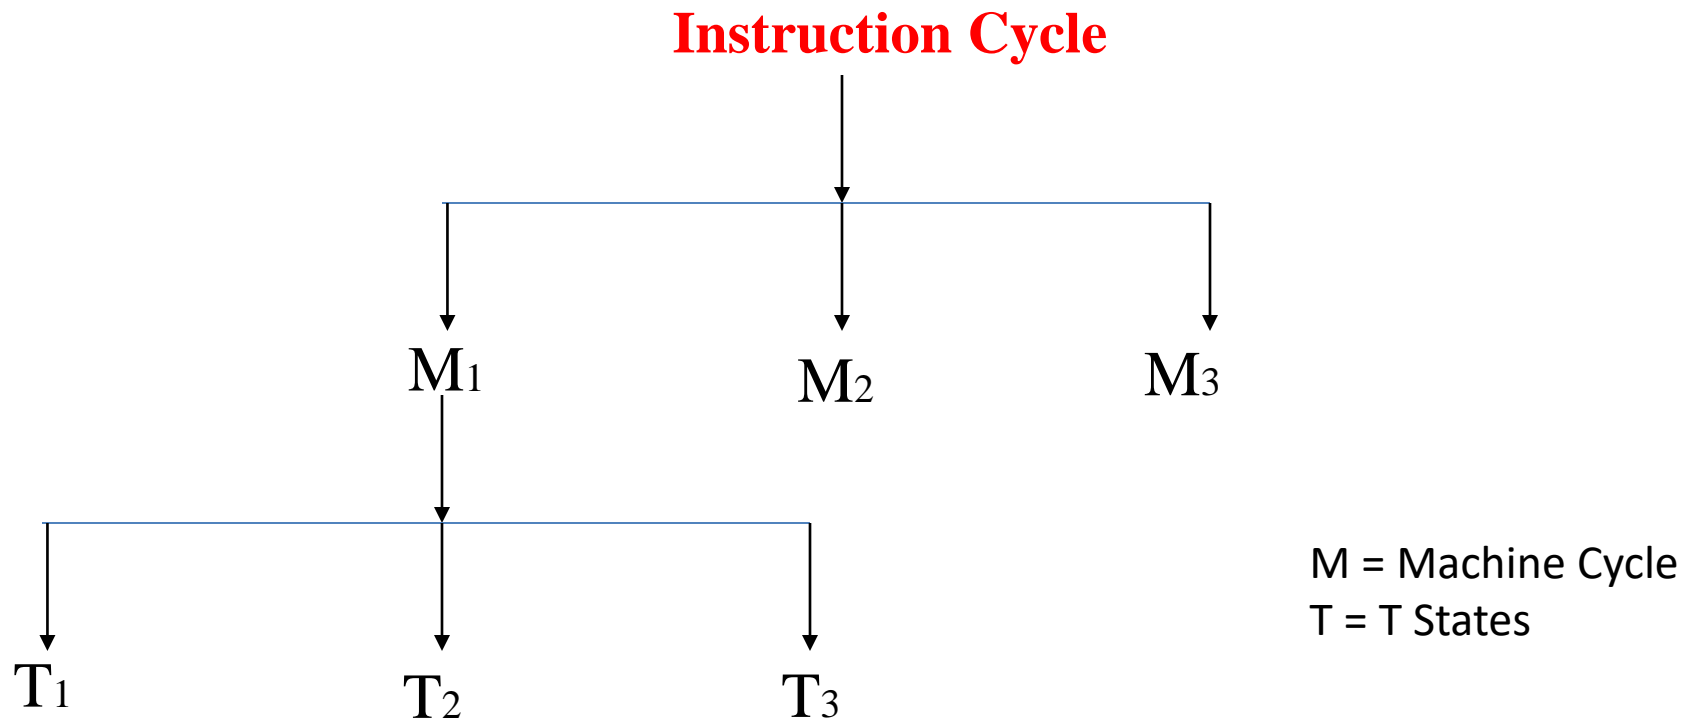 Instruction Cycle
M1
M2
M3
M = Machine Cycle
T = T States
T1
T2
T3